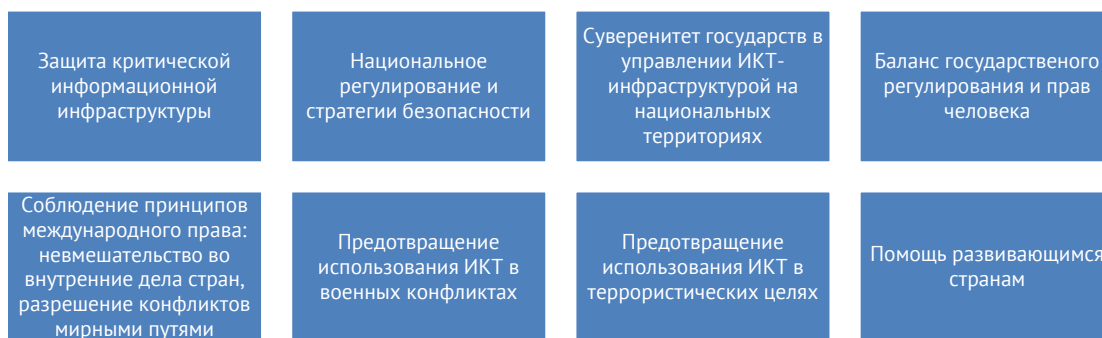 Защита критической
информационной
инфраструктуры
Национальное
регулирование и
стратегии безопасности
Суверенитет государств в
управлении ИКТ-
инфраструктурой на
национальных
территориях
Баланс государственого
регулирования и прав
человека
Соблюдение принципов
международного права:
невмешательство во
внутренние дела стран,
разрешение конфликтов
мирными путями
Предотвращение
использования ИКТ в
военных конфликтах
Предотвращение
использования ИКТ в
террористических целях
Помощь развивающимся
странам